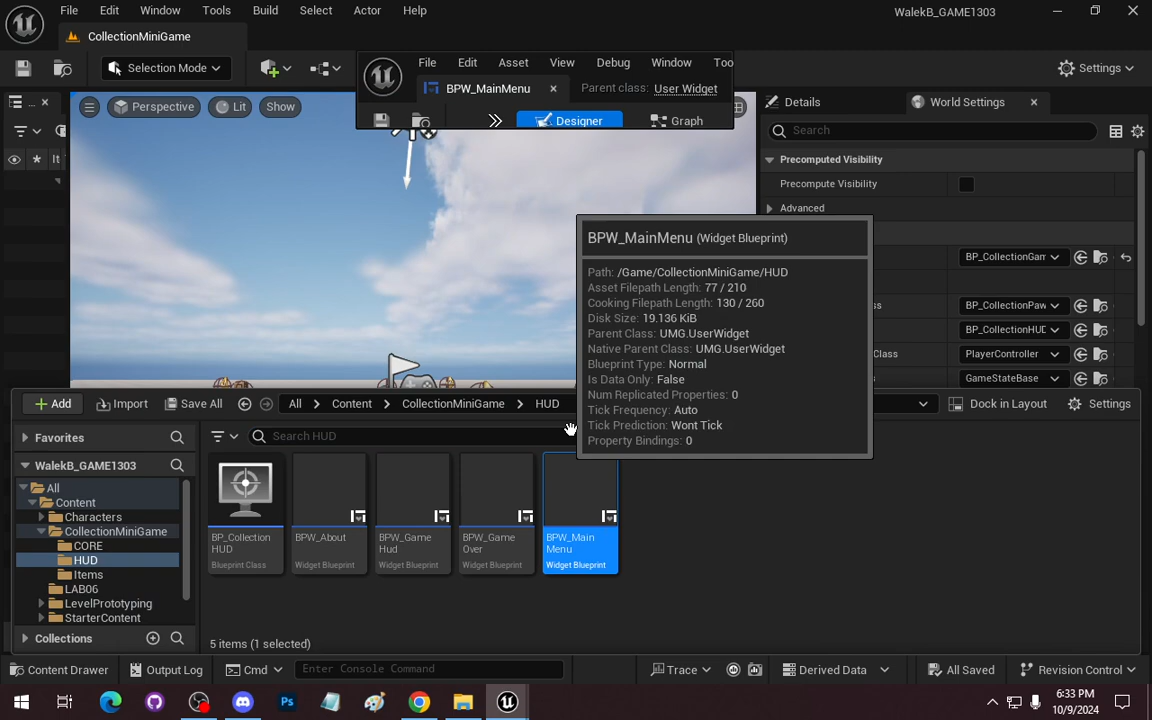 File Edit Window Tools Build Select Actor Help
WalekB_GAME1303
CollectionMiniGame
Selection Mode
Settings
File Edit Asset View Debug Window Too
BPW_MainMenu
Parent class: User Widget
Designer
Graph
Perspective
Lit
Show
It
Details
World Settings
Search
Precomputed Visibility
Precompute Visibility
Advanced
BP_CollectionGam
BP_CollectionPaw
BP_CollectionHUD
Class PlayerController
GameStateBase
BPW_MainMenu (Widget Blueprint)
Path: /Game/CollectionMiniGame/HUD
Asset Filepath Length: 77 / 210
Cooking Filepath Length: 130 / 260
Disk Size: 19.136 KiB
Parent Class: UMG.UserWidget
Native Parent Class: UMG.UserWidget
Blueprint Type: Normal
Is Data Only: False
Num Replicated Properties: 0
Tick Frequency: Auto
Tick Prediction: Wont Tick
Property Bindings: 0
Add
Import
Save All
All
Content
CollectionMiniGame
HUD
Dock in Layout
Settings
Favorites
WalekB_GAME1303
All
Content
Characters
CollectionMiniGame
CORE
HUD
Items
LAB06
LevelPrototyping
StarterContent
Collections
Search HUD
BP_Collection
HUD
Blueprint Class
BPW_About
Widget Blueprint
BPW_Game
Hud
Widget Blueprint
BPW_Game
Over
Widget Blueprint
BPW_Main
Menu
Widget Blueprint
5 items (1 selected)
Content Drawer
Output Log
Cmd
Enter Console Command
Trace
Derived Data
All Saved
Revision Control
Ps
6:33 PM
10/9/2024